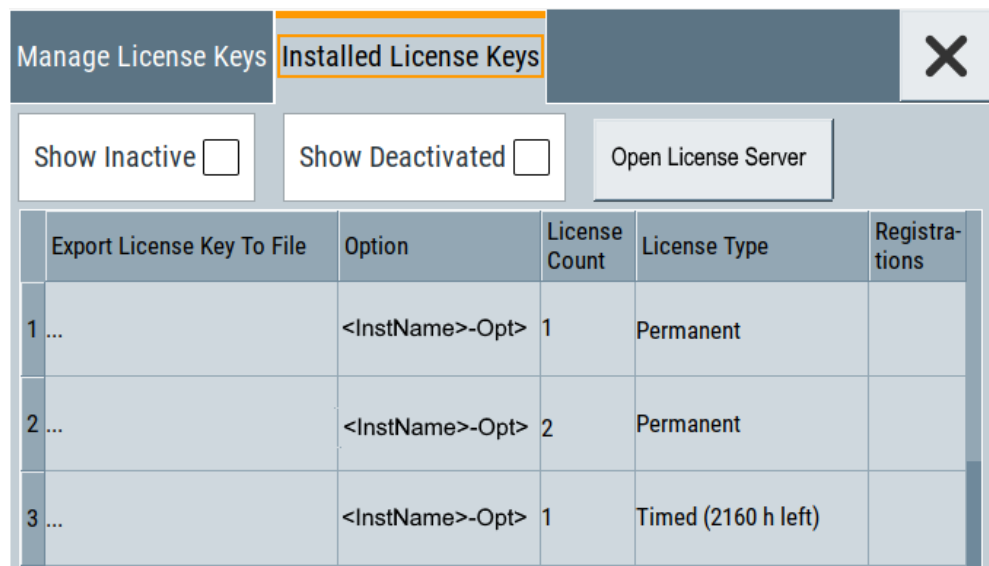 Manage License Keys Installed License Keys
Show Inactive Show Deactivated Open License Server
Export License Key To File Option License Count License Type Registra-
tions
1 ... <InstName>-Opt> 1 Permanent
2 ... <InstName>-Opt> 2 Permanent
3 ... <InstName>-Opt> 1 Timed (2160 h left)